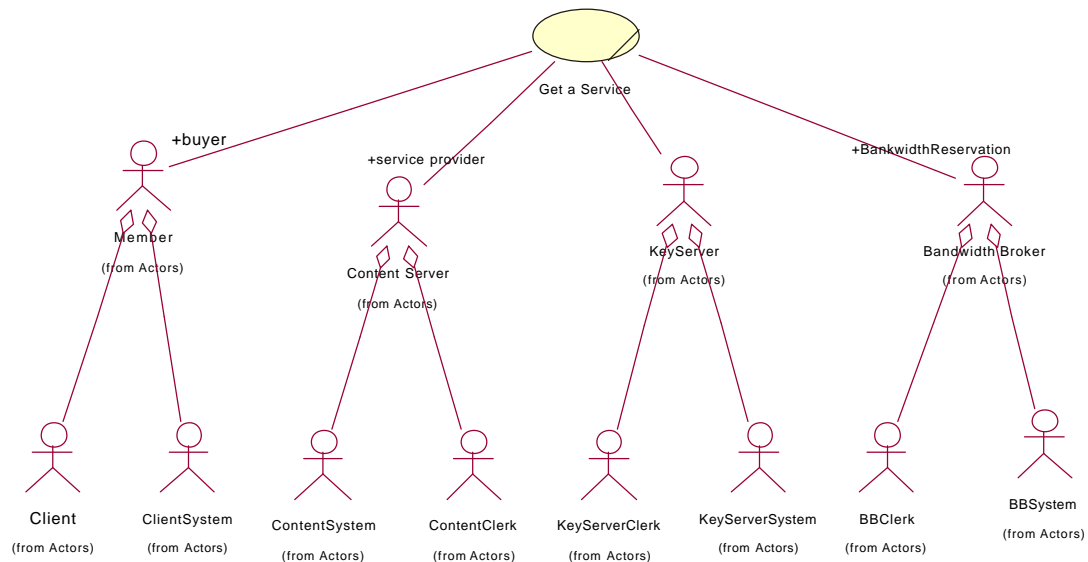 Get a Service
+buyer
+service provider
+BankwidthReservation
Member
(from Actors)
Content Server
(from Actors)
KeyServer
(from Actors)
Bandwidth Broker
(from Actors)
Client
(from Actors)
ClientSystem
(from Actors)
ContentSystem
(from Actors)
ContentClerk
(from Actors)
KeyServerClerk
(from Actors)
KeyServerSystem
(from Actors)
BBClerk
(from Actors)
BBSystem
(from Actors)